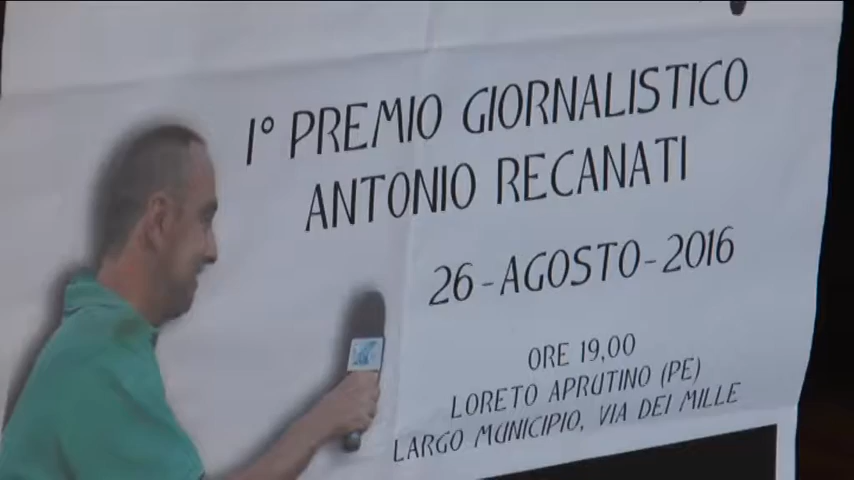 1° PREMIO GIORNALISTICO
ANTONIO RECANATI
26-AGOSTO-2016
ORE 19,00
LORETO APRUTINO (PE)
LARGO MUNICIPIO, VIA DEI MILLE